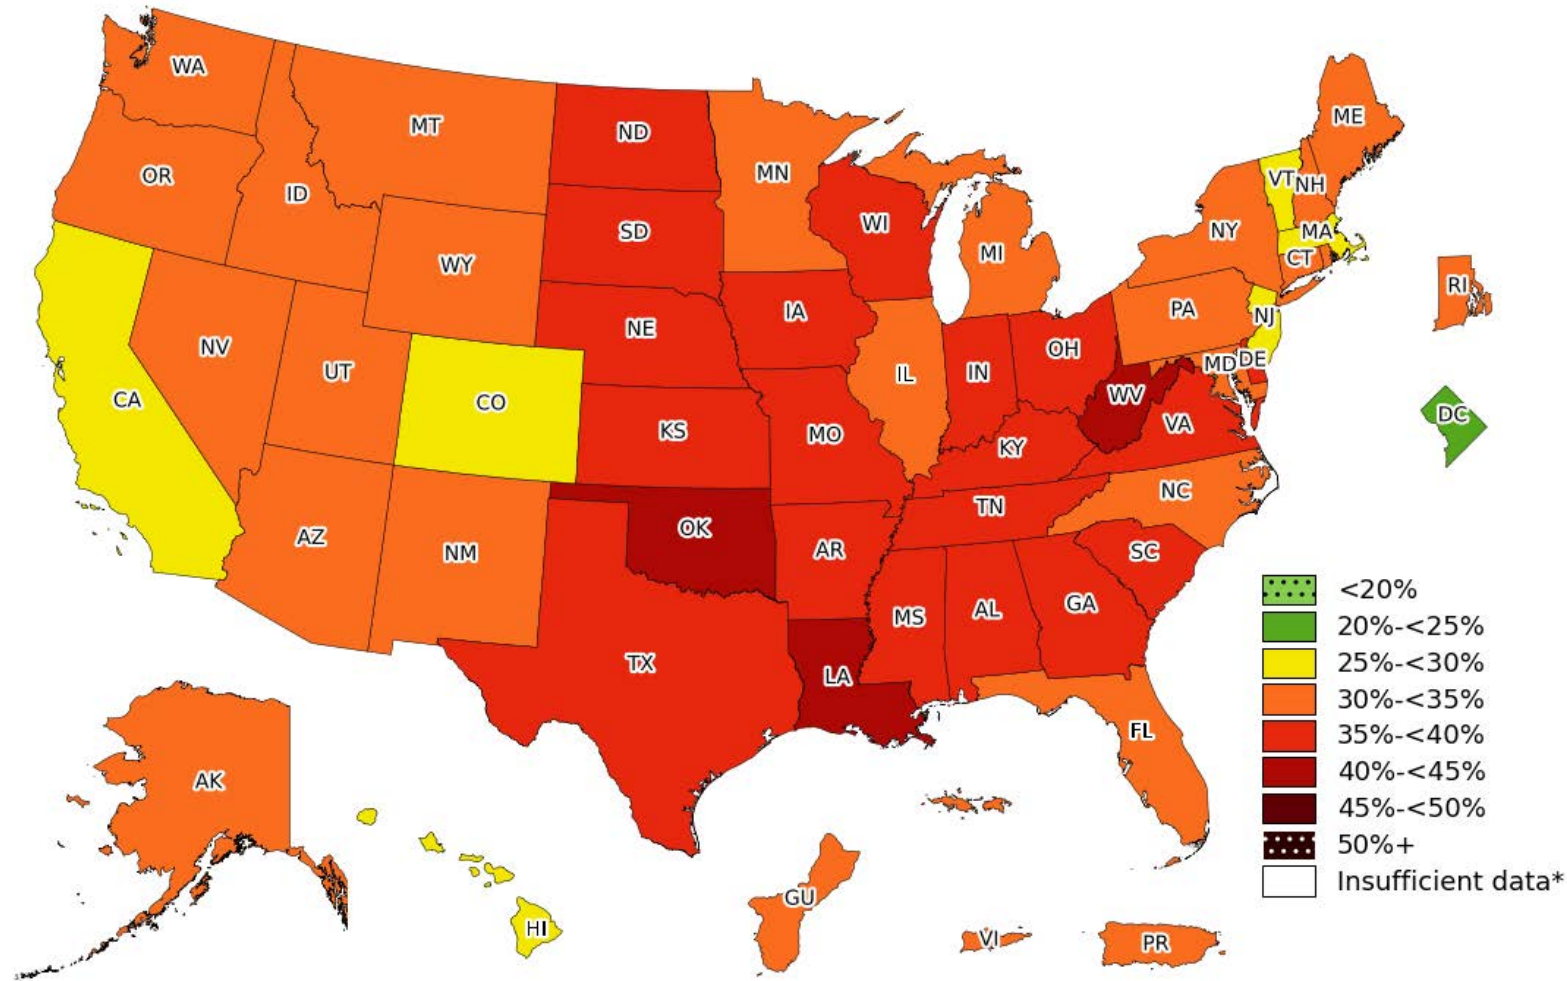 WA
MT
ND
ME
OR
ID
MN
VT
NH
SD
WI
NY
MA
WY
MI
CT
RI
NE
IA
PA
NJ
NV
UT
IL
IN
OH
MD
DE
CA
CO
WV
DC
KS
MO
KY
VA
AZ
NM
OK
AR
TN
NC
SC
MS
AL
GA
TX
LA
FL
AK
HI
GU
VI
PR
<20%
20%-<25%
25%-<30%
30%-<35%
35%-<40%
40%-<45%
45%-<50%
50%+
Insufficient data*